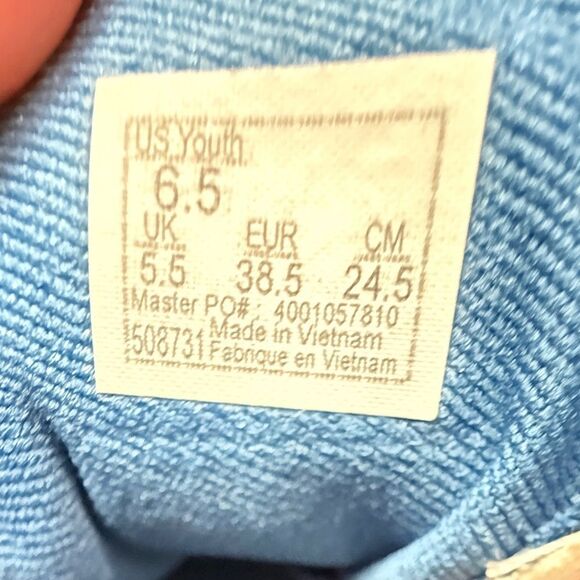 US Youth
6.5
UK EUR CM
5.5 38.5 24.5
Master PO# : 4001057810
508731 Made in Vietnam
Fabrique en Vietnam